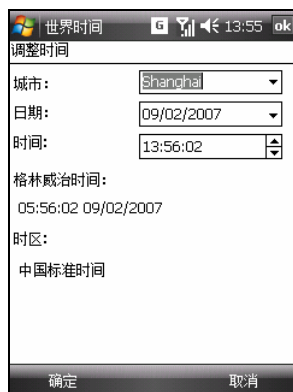 世界时间 G 13:55 ok
调整时间
城市: Shanghai
日期: 09/02/2007
时间: 13:56:02
格林威治时间:
05:56:02 09/02/2007
时区:
中国标准时间
确定 取消